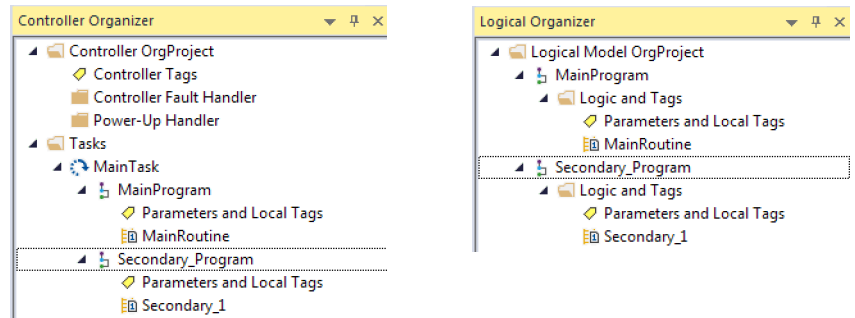 Controller Organizer
Controller OrgProject
Controller Tags
Controller Fault Handler
Power-Up Handler
Tasks
MainTask
MainProgram
Parameters and Local Tags
MainRoutine
Secondary_Program
Parameters and Local Tags
Secondary_1
Logical Organizer
Logical Model OrgProject
MainProgram
Logic and Tags
Parameters and Local Tags
MainRoutine
Secondary_Program
Logic and Tags
Parameters and Local Tags
Secondary_1